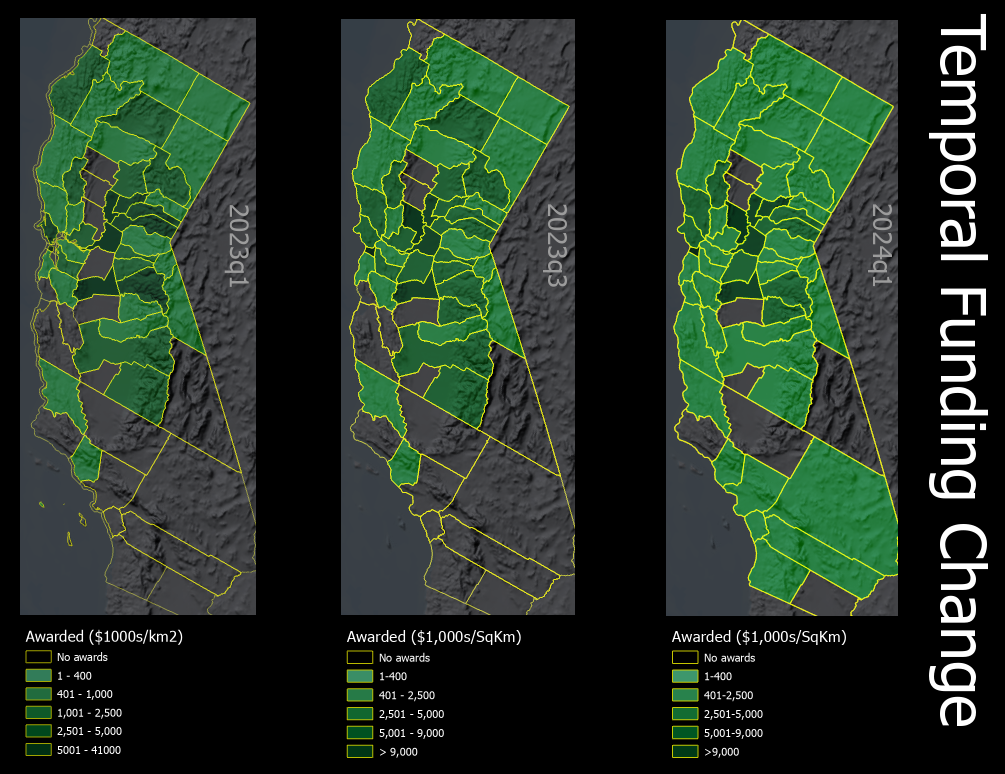 Temporal Funding Change
2023q1
2023q3
2024q1
Awarded ($1000s/km2)
No awards
1 - 400
401 - 1,000
1,001 - 2,500
2,501 - 5,000
5001 - 41000
Awarded ($1,000s/SqKm)
No awards
1-400
401 - 2,500
2,501 - 5,000
5,001 - 9,000
> 9,000
Awarded ($1,000s/SqKm)
No awards
1-400
401-2,500
2,501-5,000
5,001-9,000
>9,000